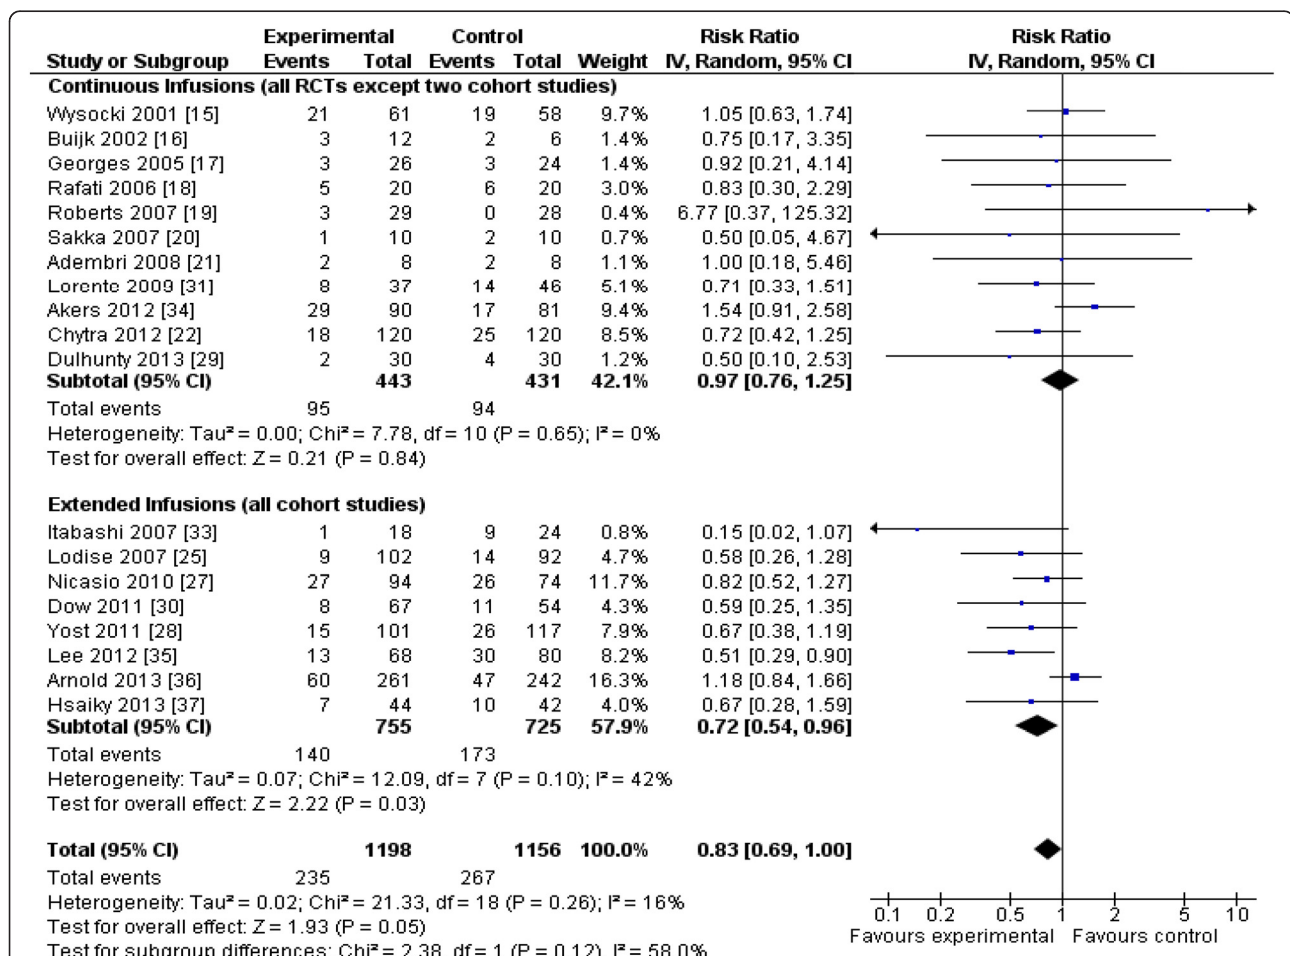 Experimental Control Risk Ratio Risk Ratio
Study or Subgroup Events Total Events Total Weight IV, Random, 95% CI IV, Random, 95% CI
Continuous Infusions (all RCTs except two cohort studies)
Wysocki 2001 [15] 21 61 19 58 9.7% 1.05 [0.63, 1.74]
Buijk 2002 [16] 3 12 2 6 1.4% 0.75 [0.17, 3.35]
Georges 2005 [17] 3 26 3 24 1.4% 0.92 [0.21, 4.14]
Rafati 2006 [18] 5 20 6 20 3.0% 0.83 [0.30, 2.29]
Roberts 2007 [19] 3 29 0 28 0.4% 6.77 [0.37, 125.32]
Sakka 2007 [20] 1 10 2 10 0.7% 0.50 [0.05, 4.67]
Adembri 2008 [21] 2 8 2 8 1.1% 1.00 [0.18, 5.46]
Lorente 2009 [31] 8 37 14 46 5.1% 0.71 [0.33, 1.51]
Akers 2012 [34] 29 90 17 81 9.4% 1.54 [0.91, 2.58]
Chytra 2012 [22] 18 120 25 120 8.5% 0.72 [0.42, 1.25]
Dulhunty 2013 [29] 2 30 4 30 1.2% 0.50 [0.10, 2.53]
Subtotal (95% CI) 443 431 42.1% 0.97 [0.76, 1.25]
Total events 95 94
Heterogeneity: Tau² = 0.00; Chi² = 7.78, df = 10 (P = 0.65); I² = 0%
Test for overall effect: Z = 0.21 (P = 0.84)
Extended Infusions (all cohort studies)
Itabashi 2007 [33] 1 18 9 24 0.8% 0.15 [0.02, 1.07]
Lodise 2007 [25] 9 102 14 92 4.7% 0.58 [0.26, 1.28]
Nicasio 2010 [27] 27 94 26 74 11.7% 0.82 [0.52, 1.27]
Dow 2011 [30] 8 67 11 54 4.3% 0.59 [0.25, 1.35]
Yost 2011 [28] 15 101 26 117 7.9% 0.67 [0.38, 1.19]
Lee 2012 [35] 13 68 30 80 8.2% 0.51 [0.29, 0.90]
Arnold 2013 [36] 60 261 47 242 16.3% 1.18 [0.84, 1.66]
Hsaiky 2013 [37] 7 44 10 42 4.0% 0.67 [0.28, 1.59]
Subtotal (95% CI) 755 725 57.9% 0.72 [0.54, 0.96]
Total events 140 173
Heterogeneity: Tau² = 0.07; Chi² = 12.09, df = 7 (P = 0.10); I² = 42%
Test for overall effect: Z = 2.22 (P = 0.03)
Total (95% CI) 1198 1156 100.0% 0.83 [0.69, 1.00]
Total events 235 267
Heterogeneity: Tau² = 0.02; Chi² = 21.33, df = 18 (P = 0.26); I² = 16%
Test for overall effect: Z = 1.93 (P = 0.05)
Test for subgroup differences: Chi² = 2.38, df = 1 (P = 0.12), I² = 58.0%
0.1 0.2 0.5 1 2 5 10
Favours experimental Favours control